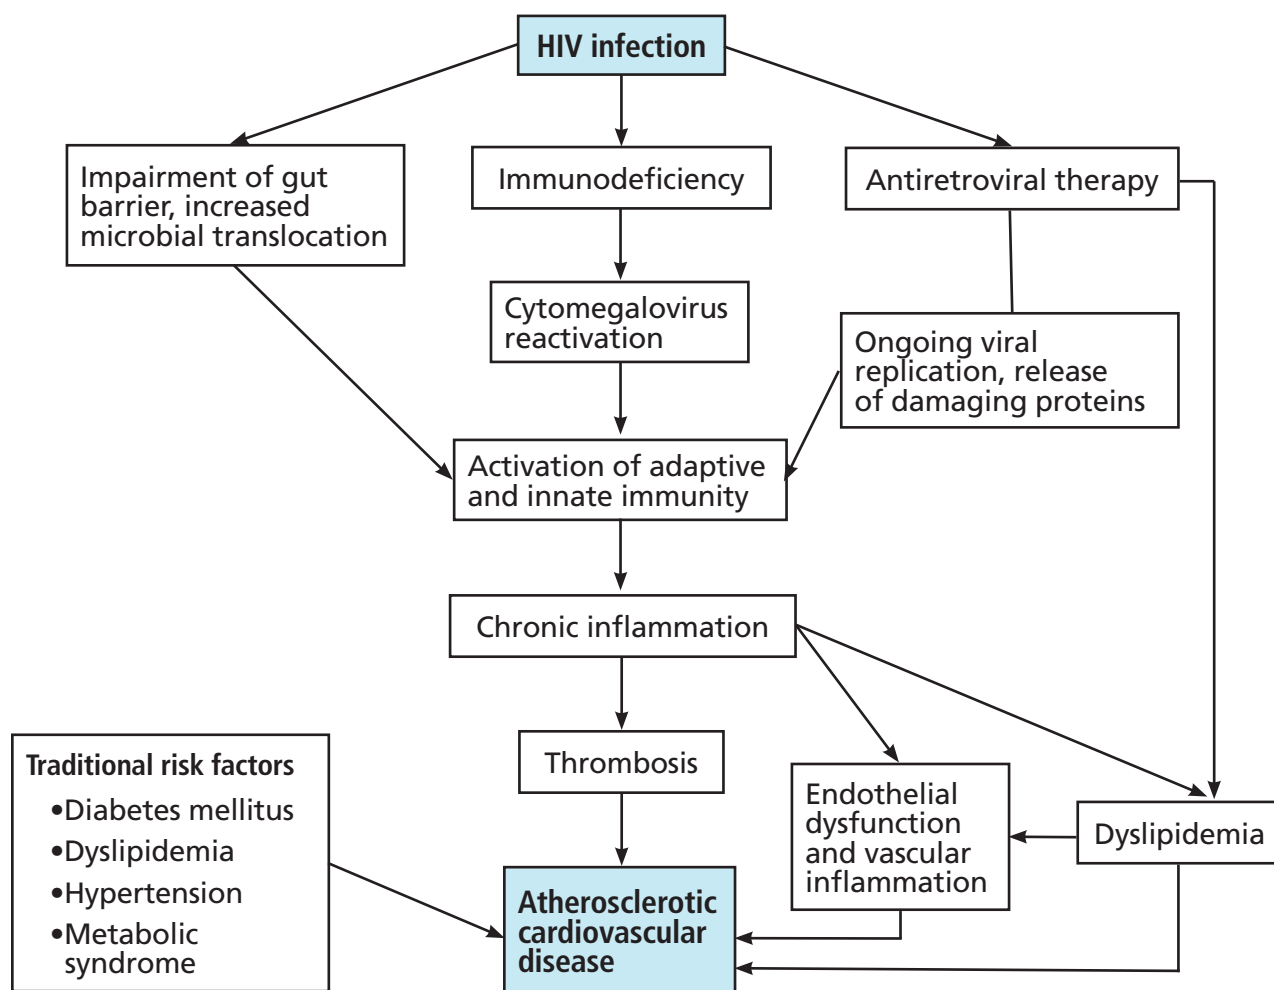 HIV infection
Impairment of gut
barrier, increased
microbial translocation
Immunodeficiency
Antiretroviral therapy
Cytomegalovirus
reactivation
Ongoing viral
replication, release
of damaging proteins
Activation of adaptive
and innate immunity
Chronic inflammation
Thrombosis
Endothelial
dysfunction
and vascular
inflammation
Dyslipidemia
Traditional risk factors
•Diabetes mellitus
•Dyslipidemia
•Hypertension
•Metabolic
syndrome
Atherosclerotic
cardiovascular
disease